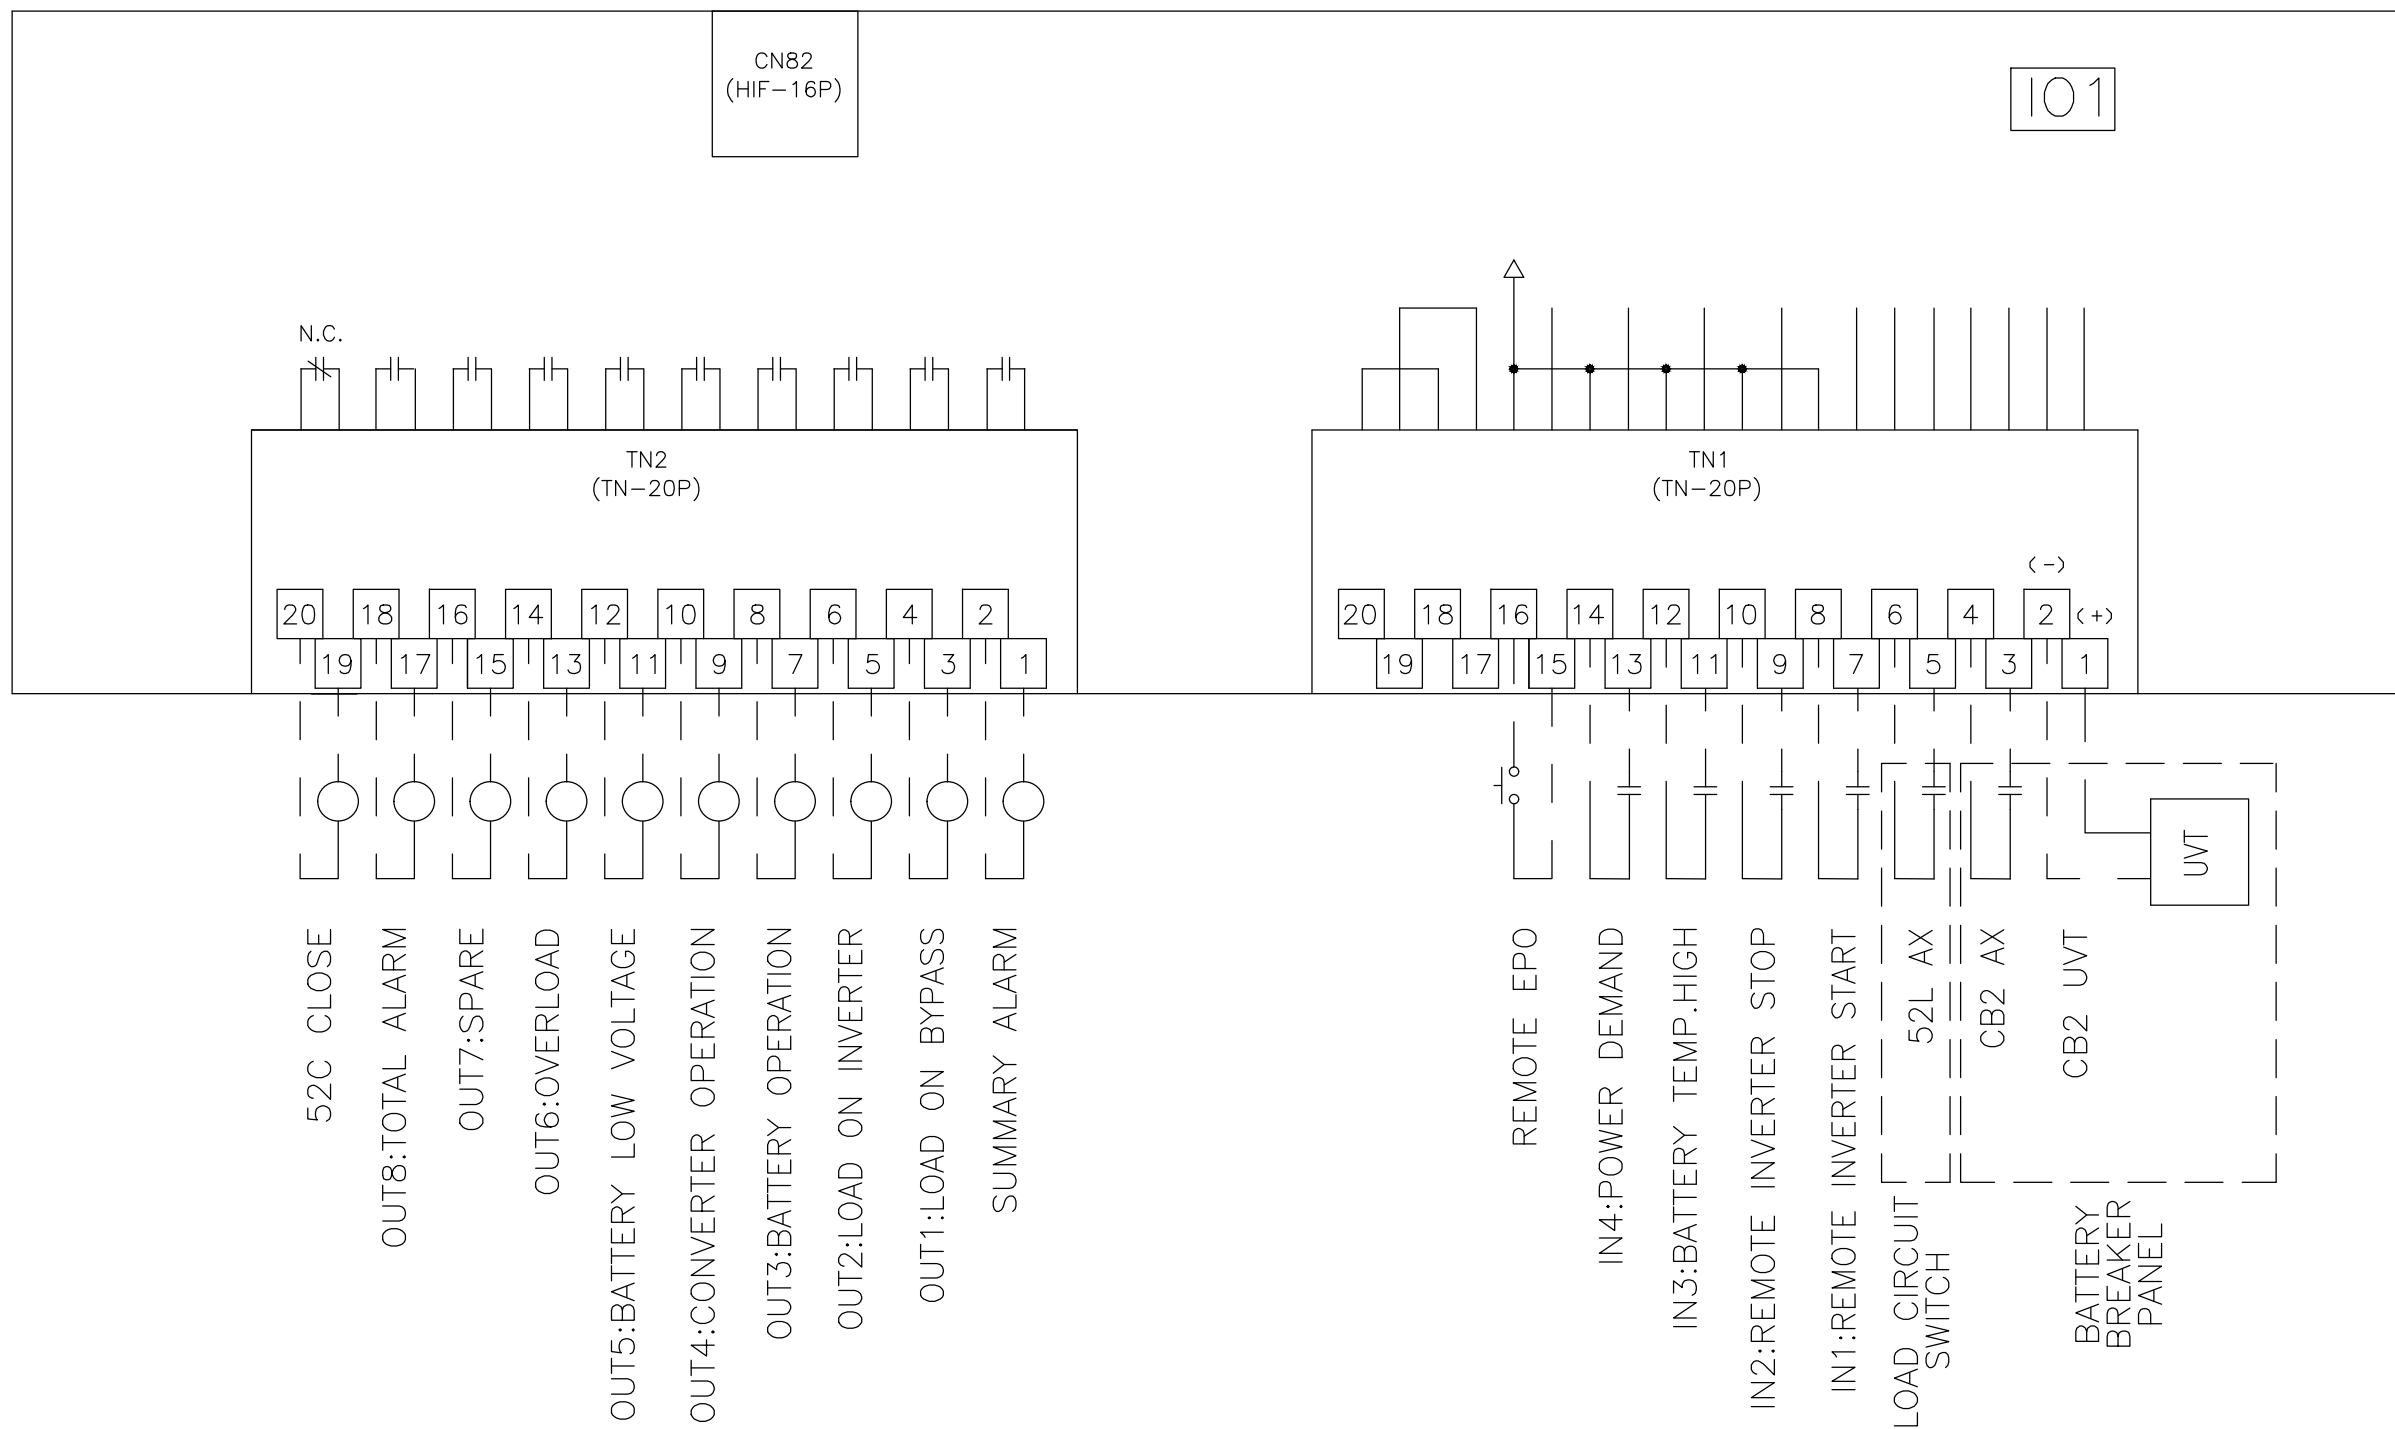 CN82
(HIF-16P)
IO1
N.C.
TN2
(TN-20P)
TN1
(TN-20P)
(-)
(+)
20 18 16 14 12 10 8 6 4 2
19 17 15 13 11 9 7 5 3 1
20 18 16 14 12 10 8 6 4 2
19 17 15 13 11 9 7 5 3 1
UVT
52C CLOSE
OUT8:TOTAL ALARM
OUT7:SPARE
OUT6:OVERLOAD
OUT5:BATTERY LOW VOLTAGE
OUT4:CONVERTER OPERATION
OUT3:BATTERY OPERATION
OUT2:LOAD ON INVERTER
OUT1:LOAD ON BYPASS
SUMMARY ALARM
REMOTE EPO
IN4:POWER DEMAND
IN3:BATTERY TEMP.HIGH
IN2:REMOTE INVERTER STOP
IN1:REMOTE INVERTER START
52L AX
CB2 AX
CB2 UVT
LOAD CIRCUIT
SWITCH
BATTERY
BREAKER
PANEL